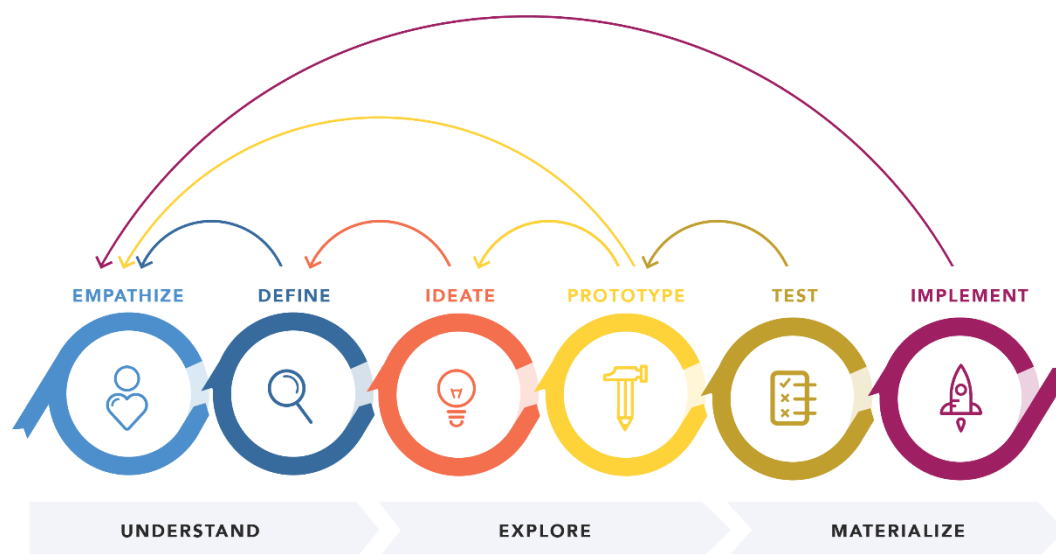 EMPATHIZE
DEFINE
IDEATE
PROTOTYPE
TEST
IMPLEMENT
UNDERSTAND
EXPLORE
MATERIALIZE